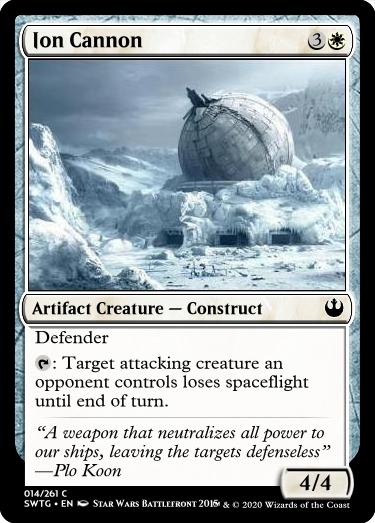 Ion Cannon 3
Artifact Creature — Construct
Defender
: Target attacking creature an
opponent controls loses spaceflight
until end of turn.
“A weapon that neutralizes all power to
our ships, leaving the targets defenseless”
—Plo Koon
4/4
014/261 C
SWTG • EN STAR WARS BATTLEFRONT 2015 & © 2020 Wizards of the Coast